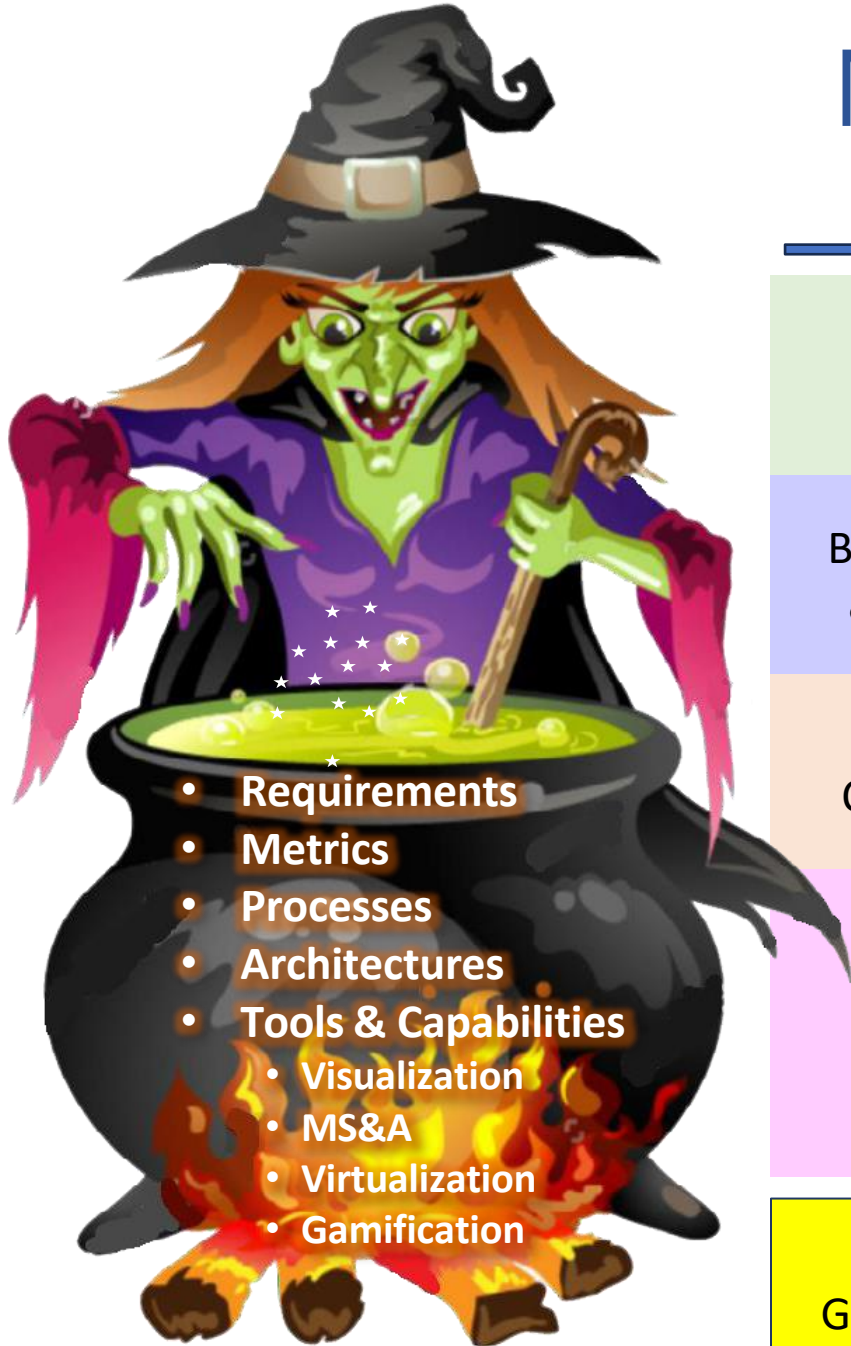 • Requirements
• Metrics
• Processes
• Architectures
• Tools & Capabilities
• Visualization
• MS&A
• Virtualization
• Gamification